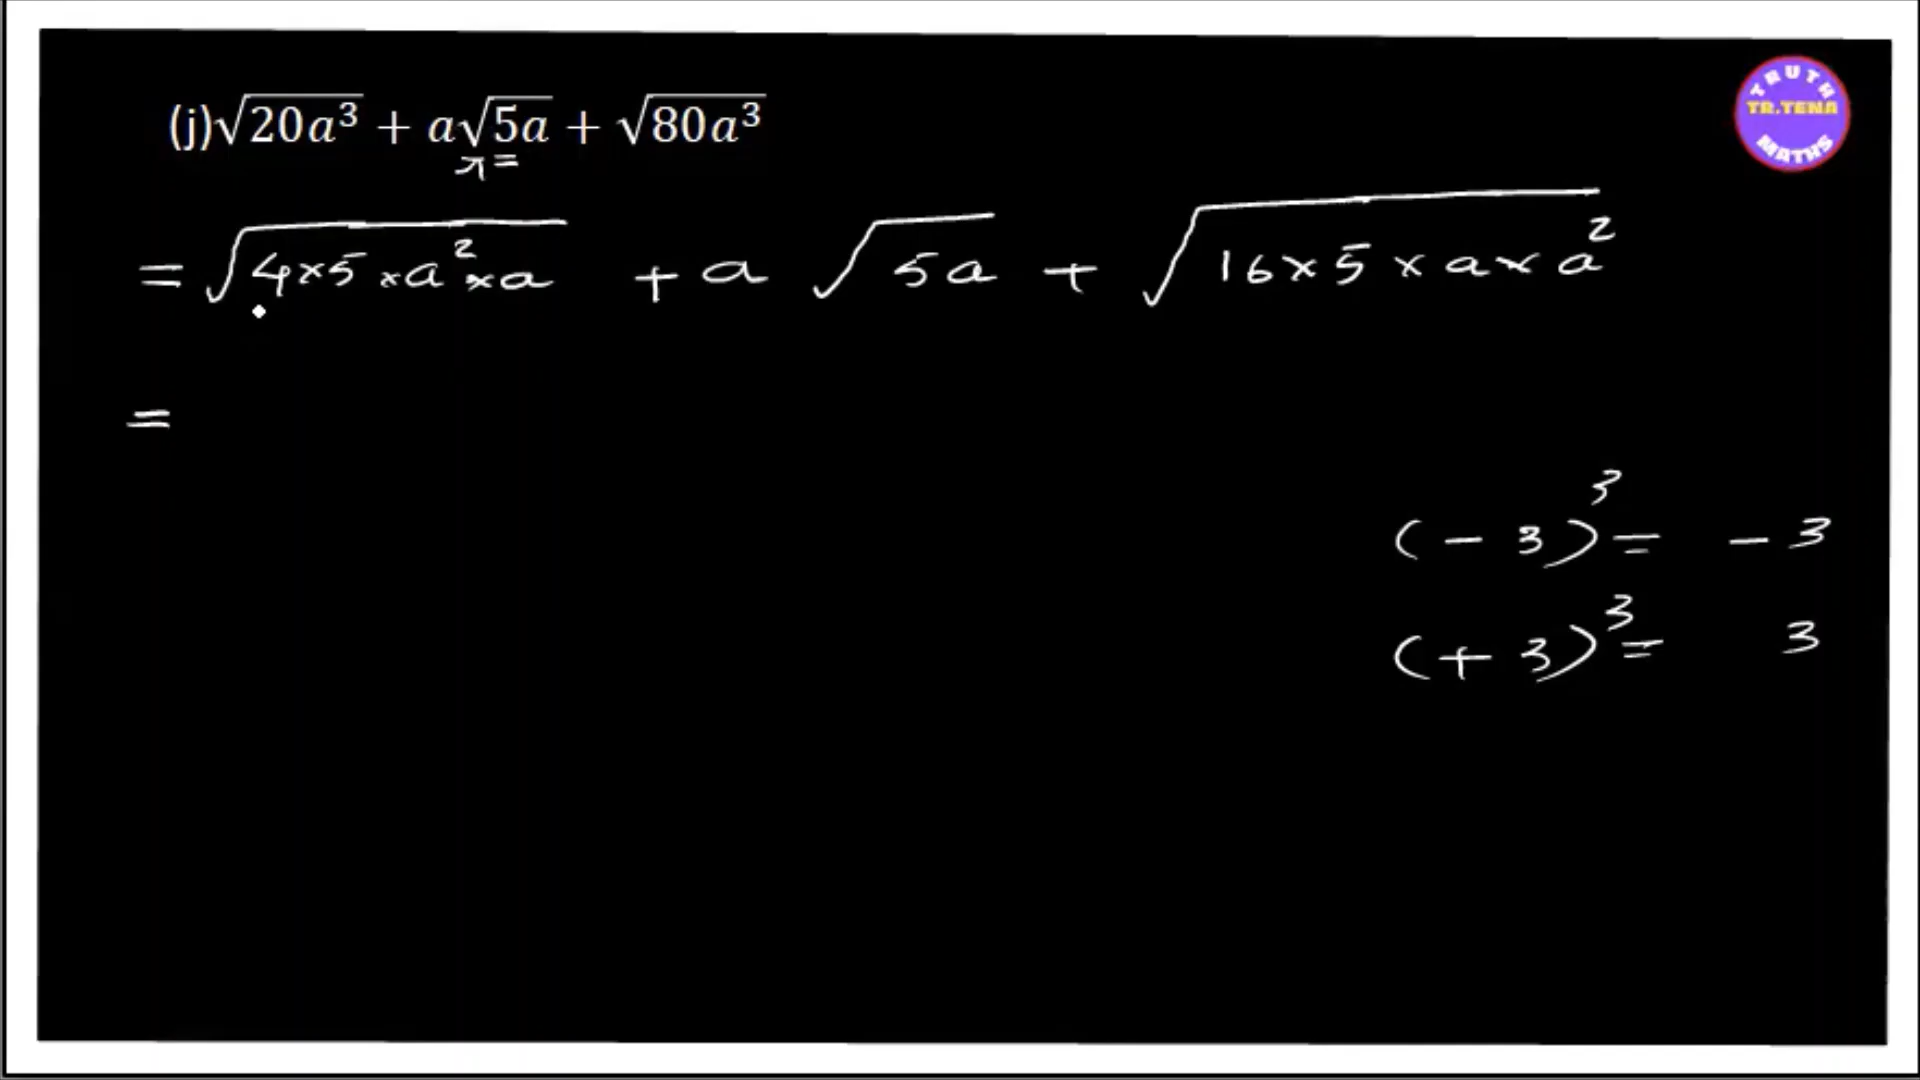 TRUTH
TR.TENA
MATHS
(j)√20a³ + a√5a + √80a³
= √4×5×a²×a + a √5a + √16×5×a×a²
=
(-3)³ = -3
(+3)³ = 3